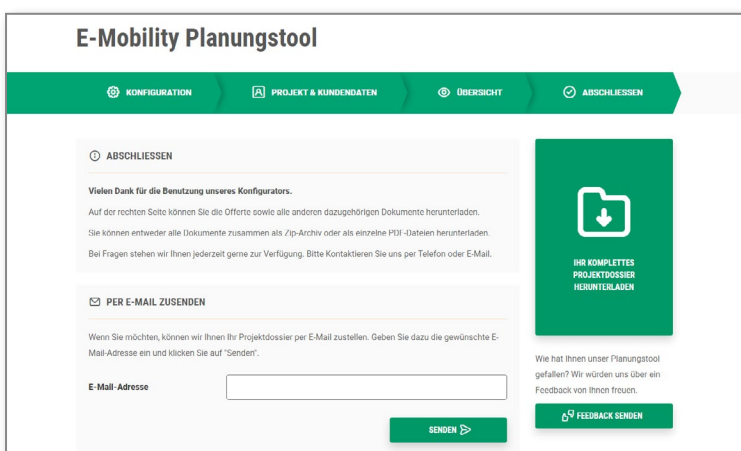 E-Mobility Planungstool
KONFIGURATION
PROJEKT & KUNDENDATEN
ÜBERSICHT
ABSCHLIESSEN
ABSCHLIESSEN
Vielen Dank für die Benutzung unseres Konfigurators.
Auf der rechten Seite können Sie die Offerte sowie alle anderen dazugehörigen Dokumente herunterladen.
Sie können entweder alle Dokumente zusammen als Zip-Archiv oder als einzelne PDF-Dateien herunterladen.
Bei Fragen stehen wir Ihnen jederzeit gerne zur Verfügung. Bitte Kontaktieren Sie uns per Telefon oder E-Mail.
IHR KOMPLETTES
PROJEKTDOSSIER
HERUNTERLADEN
PER E-MAIL ZUSENDEN
Wenn Sie möchten, können wir Ihnen Ihr Projektdossier per E-Mail zustellen. Geben Sie dazu die gewünschte E-
Mail-Adresse ein und klicken Sie auf "Senden".
E-Mail-Adresse
SENDEN
Wie hat Ihnen unser Planungstool
gefallen? Wir würden uns über ein
Feedback von Ihnen freuen.
FEEDBACK SENDEN